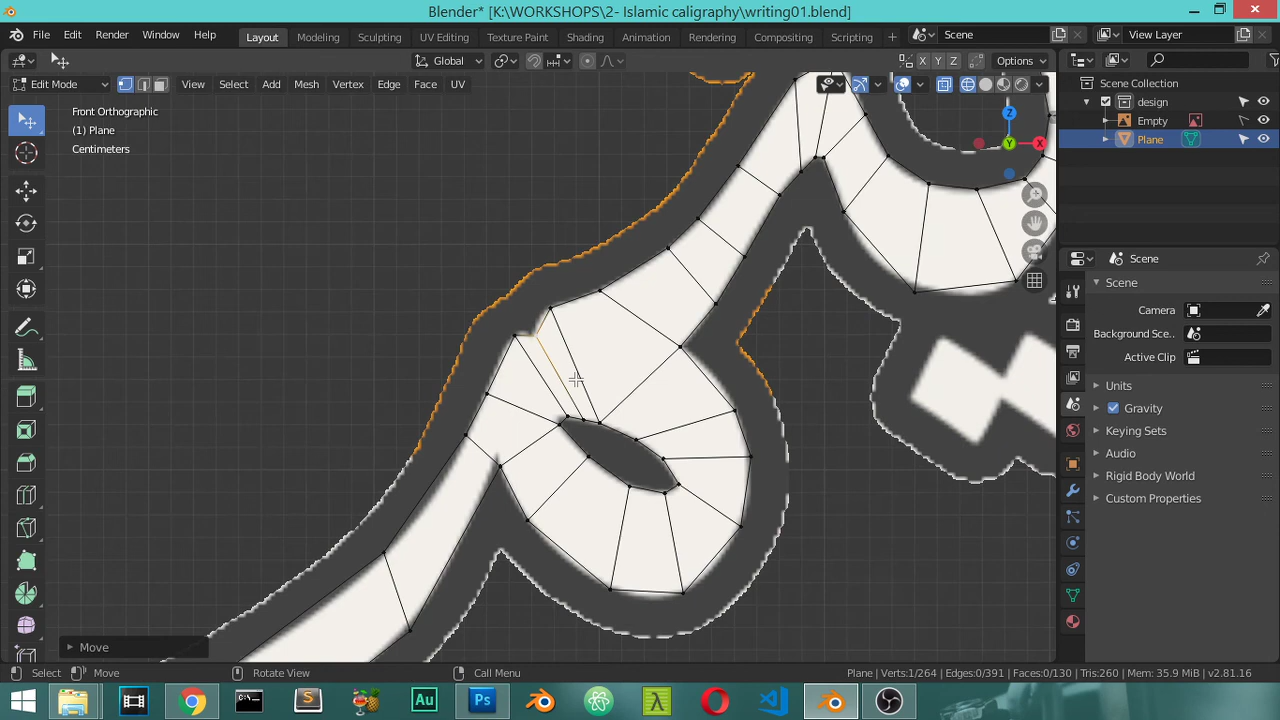 Blender* [K:\WORKSHOPS\2- Islamic caligraphy\writing01.blend]
File Edit Render Window Help Layout Modeling Sculpting UV Editing Texture Paint Shading Animation Rendering Compositing Scripting + Scene View Layer
Global X Y Z Options
Edit Mode View Select Add Mesh Vertex Edge Face UV
Scene Collection
design
Empty
Plane
Front Orthographic
(1) Plane
Centimeters
Z
Y
X
Scene
Scene
Camera Scene
Background Sce.. Scene
Active Clip
Units
Gravity
Keying Sets
Audio
Rigid Body World
Custom Properties
Move
Select Move Rotate View Call Menu Plane | Verts:1/264 | Edges:0/391 | Faces:0/130 | Tris:260 | Mem: 35.9 MiB | v2.81.16
Au Ps